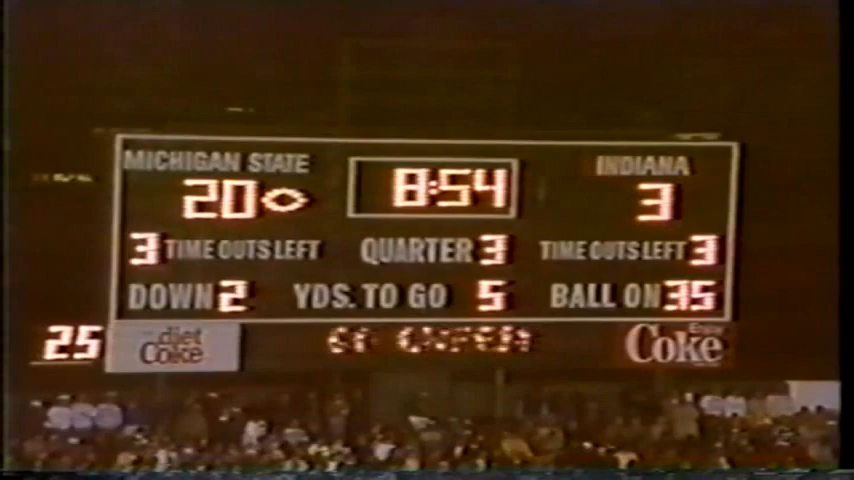 MICHIGAN STATE
20
8:54
INDIANA
3
3 TIME OUTS LEFT
QUARTER 3
TIME OUTS LEFT 3
DOWN 2
YDS. TO GO 5
BALL ON 35
25
diet
Coke
Enjoy
Coke